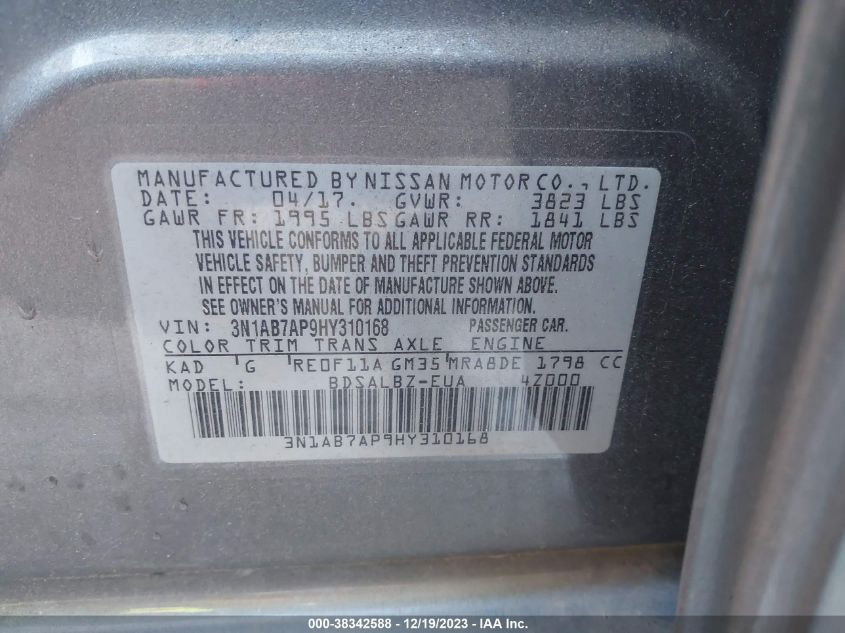 MANUFACTURED BY NISSAN MOTOR CO., LTD.
DATE: 04/17. GVWR: 3823 LBS
GAWR FR: 1995 LBS GAWR RR: 1841 LBS
THIS VEHICLE CONFORMS TO ALL APPLICABLE FEDERAL MOTOR
VEHICLE SAFETY, BUMPER AND THEFT PREVENTION STANDARDS
IN EFFECT ON THE DATE OF MANUFACTURE SHOWN ABOVE.
SEE OWNER'S MANUAL FOR ADDITIONAL INFORMATION.
VIN: 3N1AB7AP9HY310168 PASSENGER CAR.
COLOR TRIM TRANS AXLE ENGINE
KAD G RE0F11A GM35 MRA8DE 1798 CC
MODEL: BDSALBZ-EUA 4Z000
3N1AB7AP9HY310168
000-38342588 - 12/19/2023 - IAA Inc.